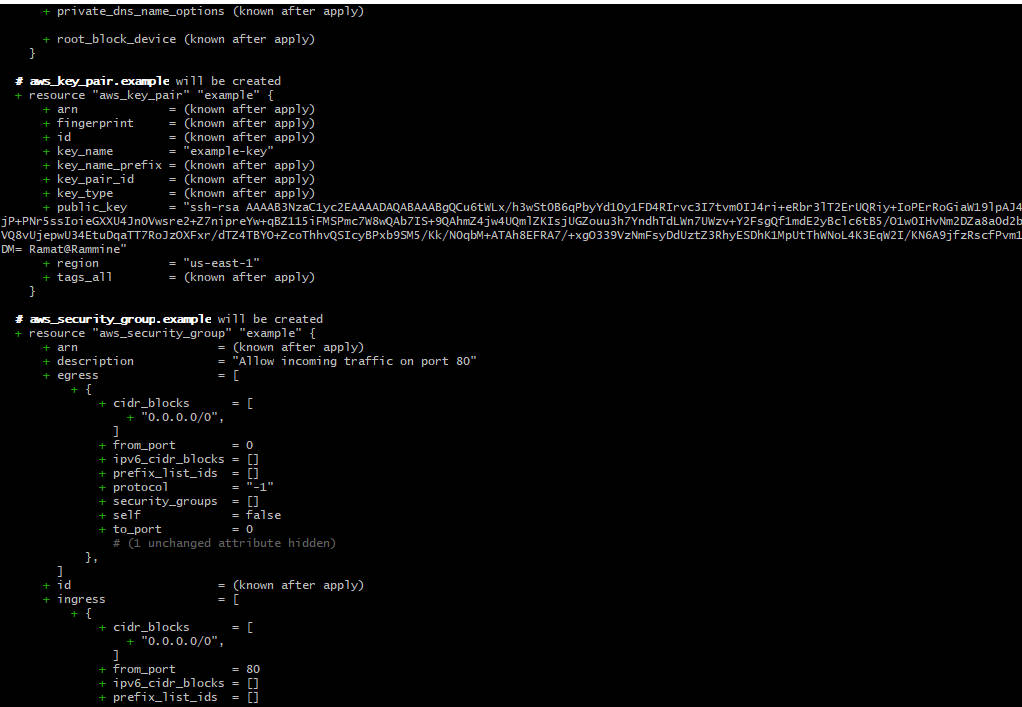 + private_dns_name_options (known after apply)
+ root_block_device (known after apply)
}
# aws_key_pair.example will be created
+ resource "aws_key_pair" "example" {
+ arn = (known after apply)
+ fingerprint = (known after apply)
+ id = (known after apply)
+ key_name = "example-key"
+ key_name_prefix = (known after apply)
+ key_pair_id = (known after apply)
+ key_type = (known after apply)
+ public_key = "ssh-rsa AAAAB3NzaC1yc2EAAAADAQABAAABgQCu6tWLx/h3wStOB6qPbyYd1Oy1FD4RIrvc3I7tvmOIJ4ri+eRbr3lT2ErUQRiy+IoPErRoGiaW19lpAJ4
jP+PNr5ssIoieGXXU4JnOVwsre2+Z7nipreYw+qBZ115iFMSPmc7W8wQAb7IS+9QAhmZ4jw4UQmlZKIsjUGZouu3h7YndhTdLWn7UWzv+Y2FsgQf1mdE2yBclc6tB5/O1wOIHvNm2DZa8aOd2b
VQ8vUjepwU34EtuDqaTT7RoJzOXFxr/dTZ4TBYO+ZcoThhvQSIcyBPxb9SM5/Kk/NOqbM+ATAh8EFRA7/+xgO339VzNmFsyDdUztZ3RhyESDhK1MpUtThWNoL4K3EqW2I/KN6A9jfzRscfPvm1
DM= Ramat@Rammine"
+ region = "us-east-1"
+ tags_all = (known after apply)
}
# aws_security_group.example will be created
+ resource "aws_security_group" "example" {
+ arn = (known after apply)
+ description = "Allow incoming traffic on port 80"
+ egress = [
+ {
+ cidr_blocks = [
+ "0.0.0.0/0",
]
+ from_port = 0
+ ipv6_cidr_blocks = []
+ prefix_list_ids = []
+ protocol = "-1"
+ security_groups = []
+ self = false
+ to_port = 0
# (1 unchanged attribute hidden)
},
]
+ id = (known after apply)
+ ingress = [
+ {
+ cidr_blocks = [
+ "0.0.0.0/0",
]
+ from_port = 80
+ ipv6_cidr_blocks = []
+ prefix_list_ids = []